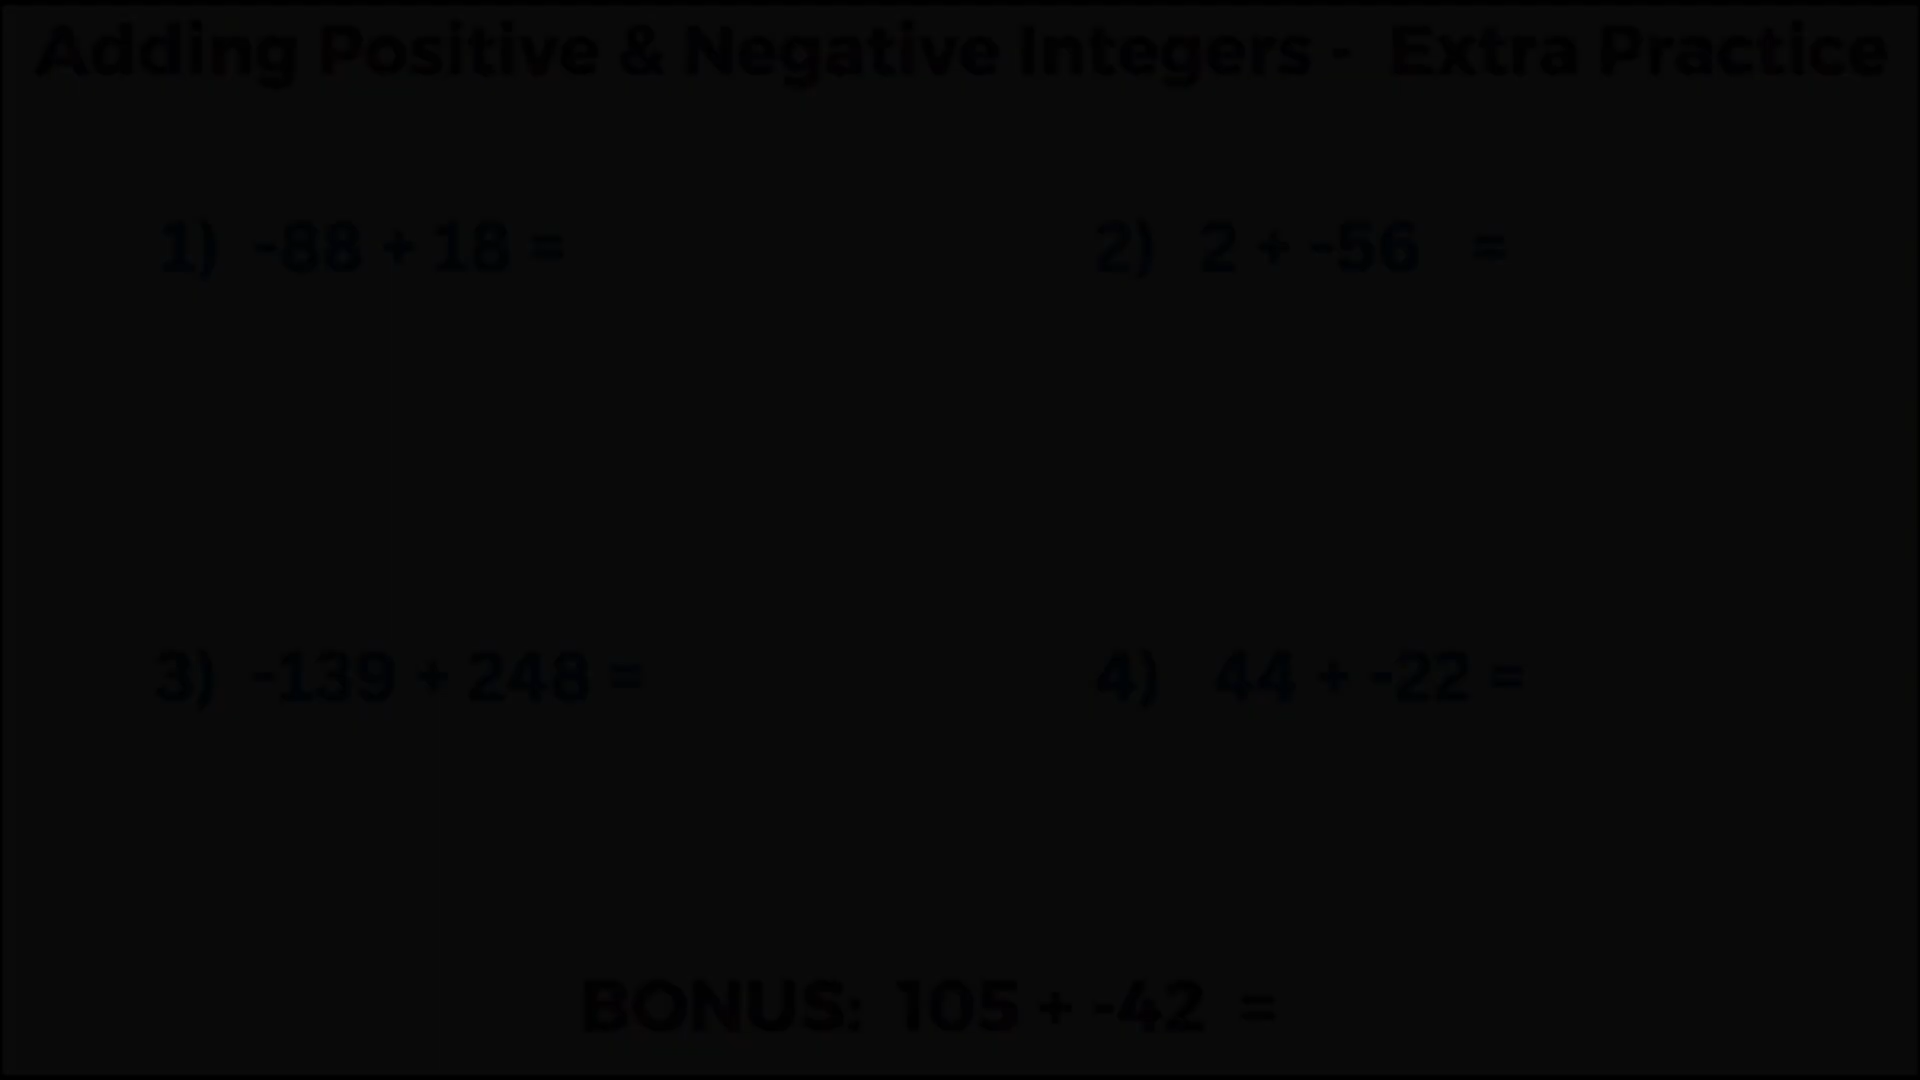 Adding Positive & Negative Integers - Extra Practice
1) -88 + 18 =
2) 2 + -56 =
3) -139 + 248 =
4) 44 + -22 =
BONUS: 105 + -42 =